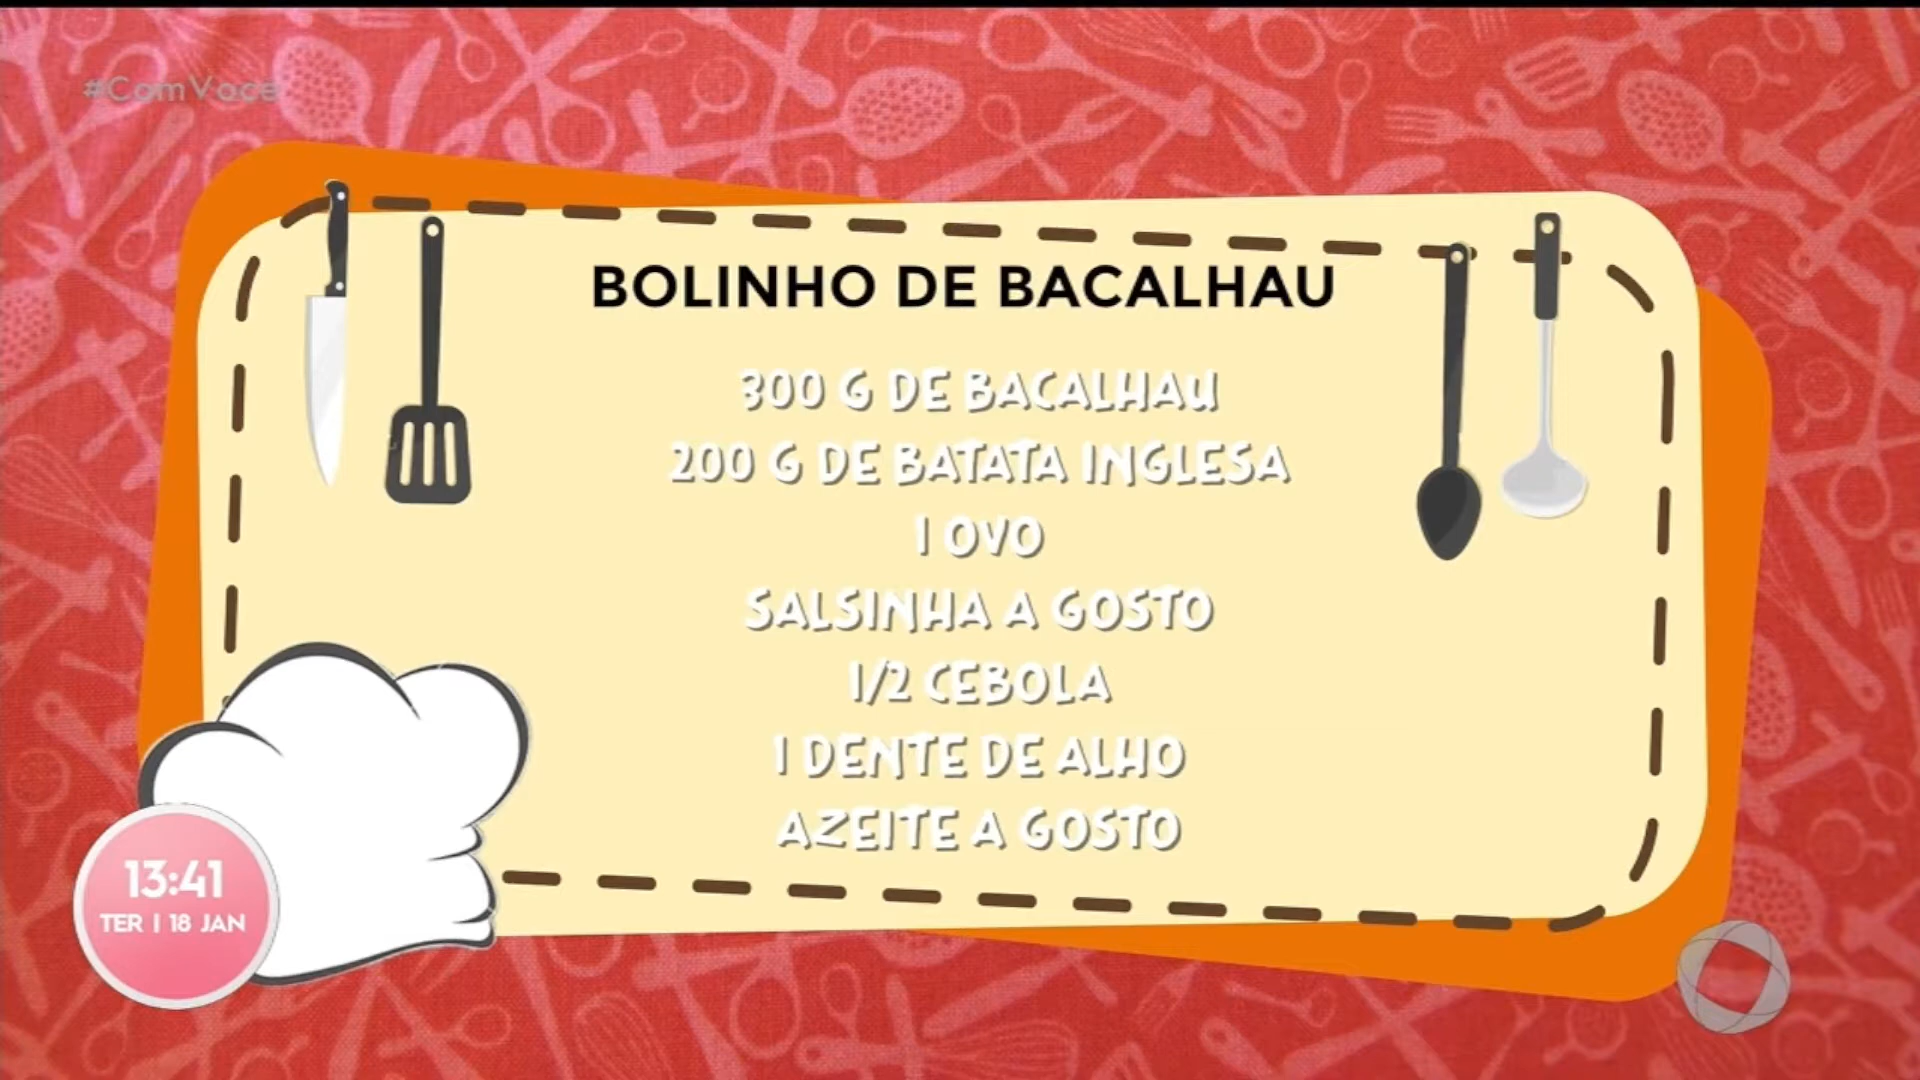 #ComVoce
BOLINHO DE BACALHAU
300 G DE BACALHAU
200 G DE BATATA INGLESA
1 OVO
SALSINHA A GOSTO
1/2 CEBOLA
1 DENTE DE ALHO
AZEITE A GOSTO
13:41
TER | 18 JAN